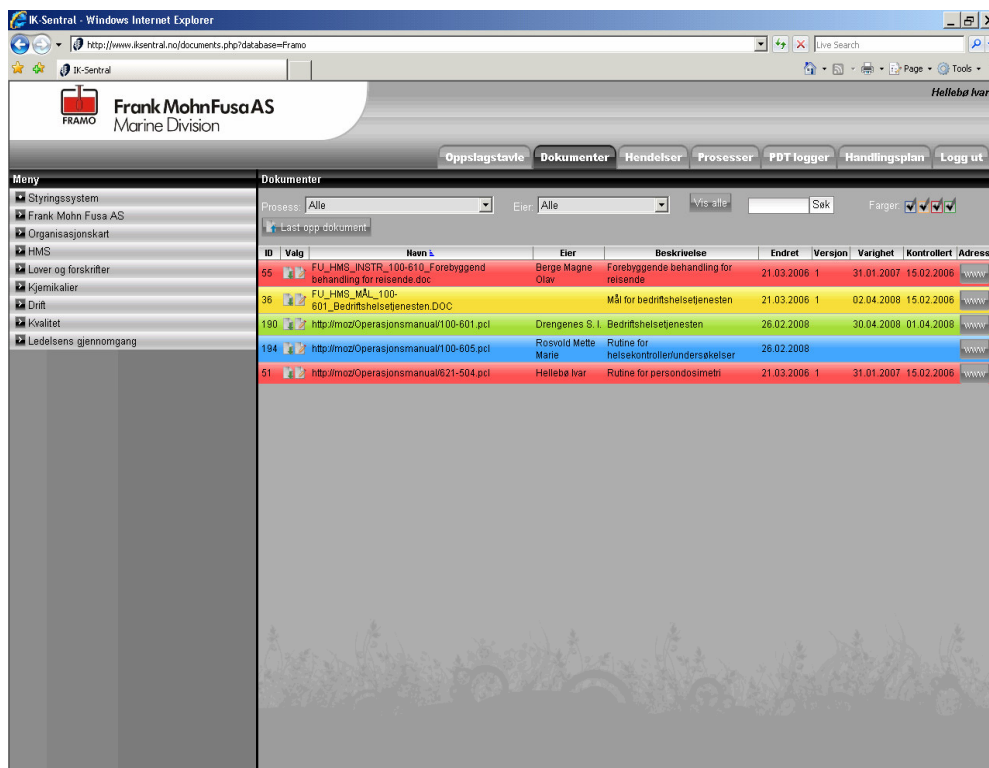 IK-Sentral - Windows Internet Explorer
http://www.iksentral.no/documents.php?database=Framo
Live Search
IK-Sentral
Page
Tools
Hellebø Ivar
FRAMO
Frank Mohn Fusa AS
Marine Division
Oppslagstavle Dokumenter Hendelser Prosesser PDT logger Handlingsplan Logg ut
Meny
Styringssystem
Frank Mohn Fusa AS
Organisasjonskart
HMS
Lover og forskrifter
Kjemikalier
Drift
Kvalitet
Ledelsens gjennomgang
Dokumenter
Prosess: Alle Eier: Alle Vis alle Søk Farger:
Last opp dokument
ID Valg Navn Eier Beskrivelse Endret Versjon Varighet Kontrollert Adress
55 FU_HMS_INSTR_100-610_Forebyggend behandling for reisende.doc Berge Magne Olav Forebyggende behandling for reisende 21.03.2006 1 31.01.2007 15.02.2006 www
36 FU_HMS_MÅL_100-601_Bedriftshelsetjenesten.DOC Mål for bedriftshelsetjenesten 21.03.2006 1 02.04.2008 15.02.2006 www
190 http://moz/Operasjonsmanual/100-601.pcl Drengenes S. I. Bedriftshelsetjenesten 26.02.2008 30.04.2008 01.04.2008 www
194 http://moz/Operasjonsmanual/100-605.pcl Rosvold Mette Marie Rutine for helsekontroller/undersøkelser 26.02.2008 www
51 http://moz/Operasjonsmanual/621-504.pcl Hellebø Ivar Rutine for persondosimetri 21.03.2006 1 31.01.2007 15.02.2006 www